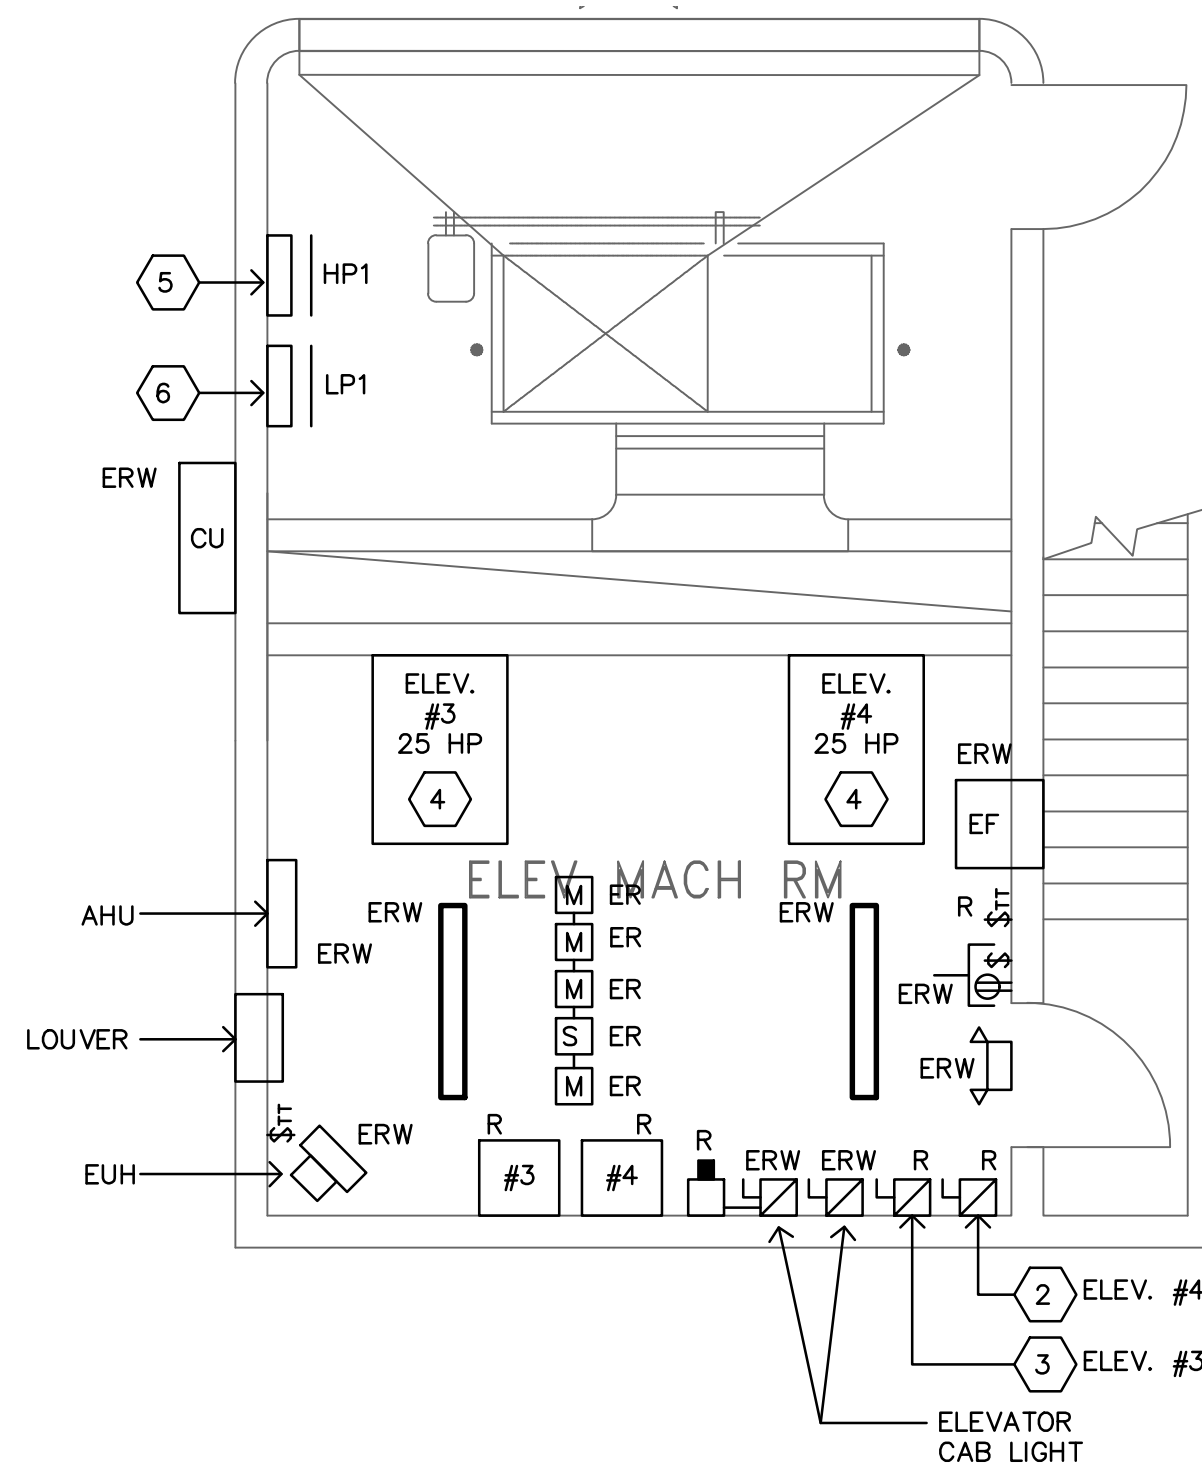 5
HP1
6
LP1
ERW
CU
ELEV.
#3
25 HP
4
ELEV.
#4
25 HP
4
ERW
EF
ELEV MACH RM
AHU
ERW
ERW
M ER
M ER
M ER
S ER
M ER
ERW
R $TT
$
ERW
LOUVER
ERW
$TT
ERW
EUH
R
#3
R
#4
R
ERW
ERW
R
R
2 ELEV. #4
3 ELEV. #3
ELEVATOR
CAB LIGHT